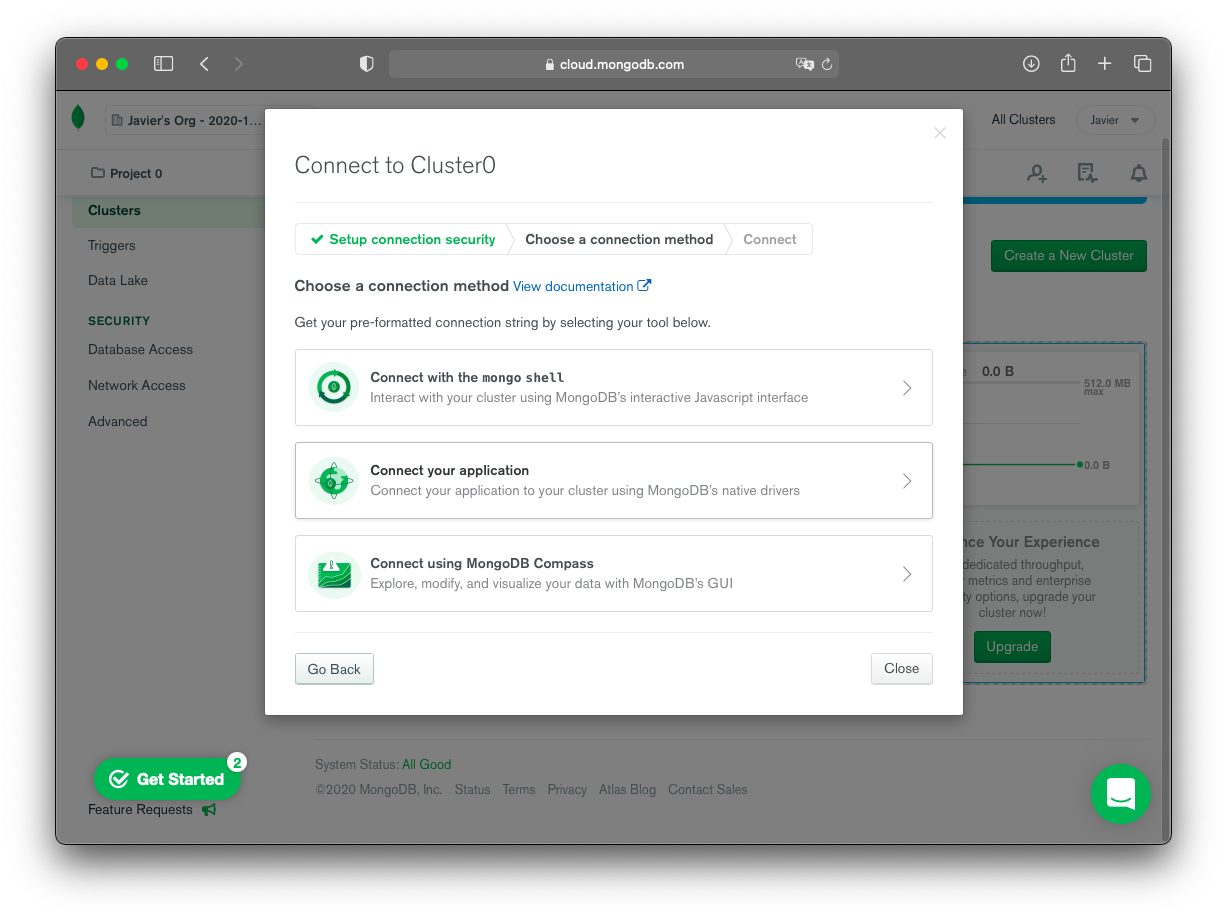 cloud.mongodb.com
Javier's Org - 2020-1...
All Clusters
Javier
Project 0
Clusters
Triggers
Data Lake
SECURITY
Database Access
Network Access
Advanced
Create a New Cluster
Connect to Cluster0
Setup connection security
Choose a connection method
Connect
Choose a connection method View documentation
Get your pre-formatted connection string by selecting your tool below.
Connect with the mongo shell
Interact with your cluster using MongoDB's interactive Javascript interface
Connect your application
Connect your application to your cluster using MongoDB's native drivers
Connect using MongoDB Compass
Explore, modify, and visualize your data with MongoDB's GUI
Go Back
Close
0.0 B
512.0 MB
max
0.0 B
Your Experience
dedicated throughput,
metrics and enterprise
options, upgrade your
cluster now!
Upgrade
System Status: All Good
©2020 MongoDB, Inc. Status Terms Privacy Atlas Blog Contact Sales
Get Started
2
Feature Requests